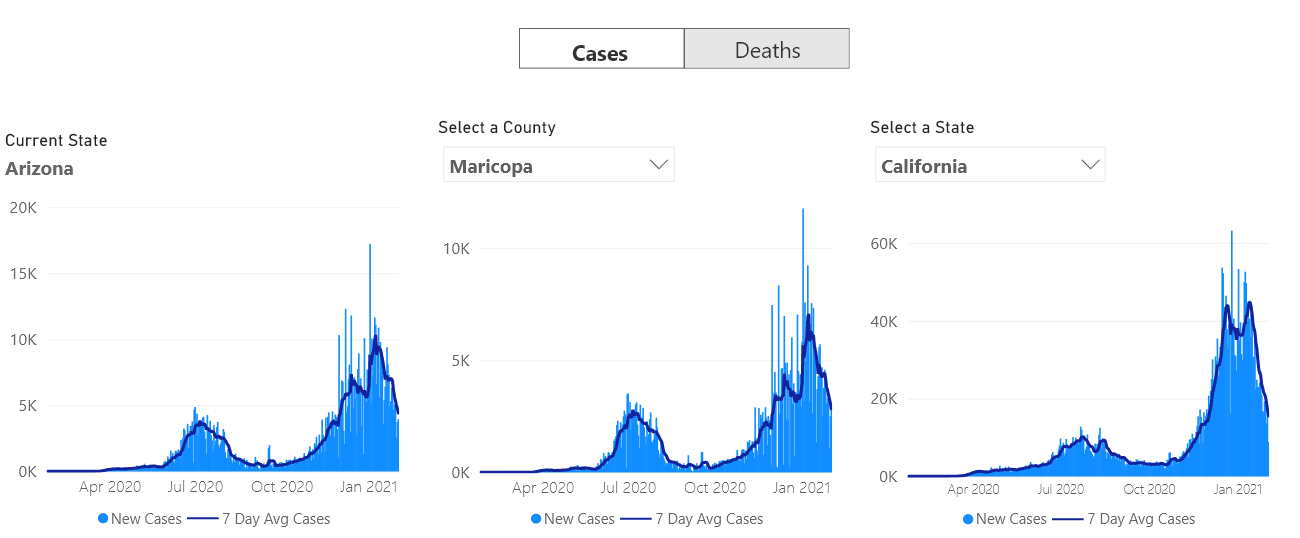 Cases Deaths
Current State
Arizona
20K
15K
10K
5K
0K
Apr 2020 Jul 2020 Oct 2020 Jan 2021
New Cases 7 Day Avg Cases
Select a County
Maricopa
10K
5K
0K
Apr 2020 Jul 2020 Oct 2020 Jan 2021
New Cases 7 Day Avg Cases
Select a State
California
60K
40K
20K
0K
Apr 2020 Jul 2020 Oct 2020 Jan 2021
New Cases 7 Day Avg Cases